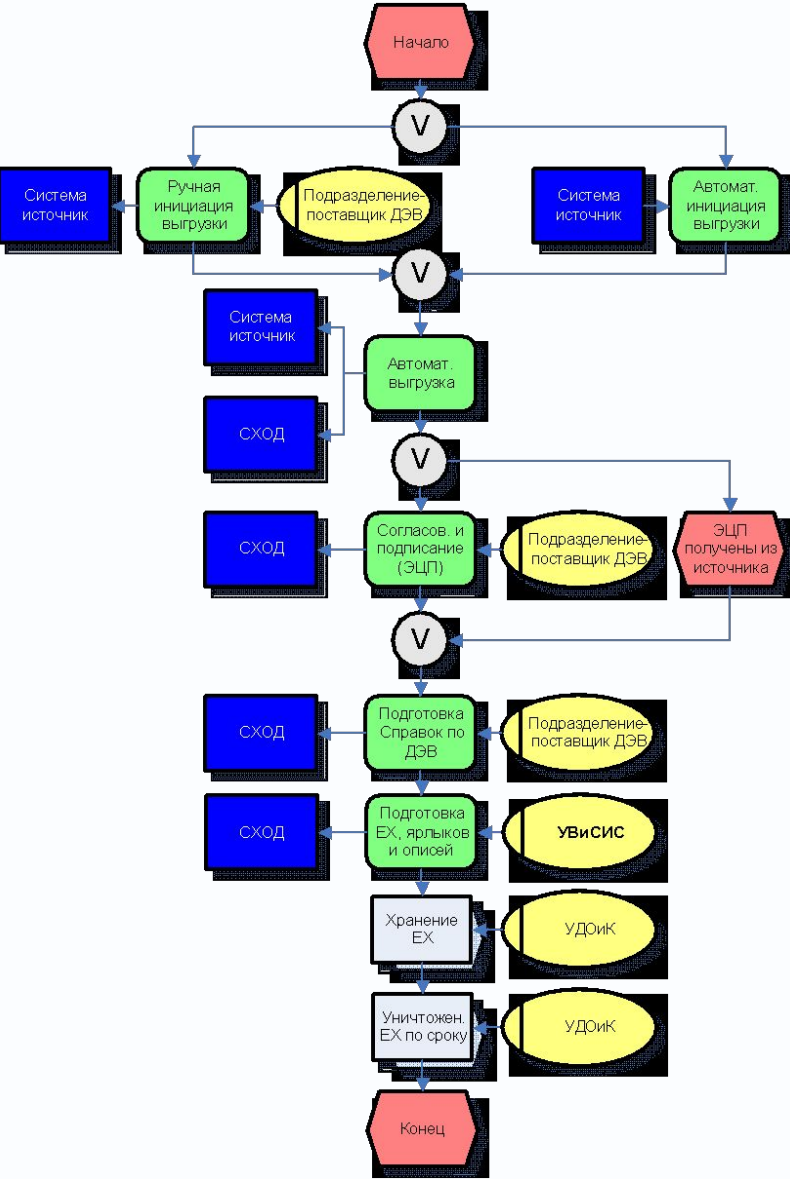 Начало
V
Система
источник
Ручная
инициация
выгрузки
Подразделение-
поставщик ДЭВ
Система
источник
Автомат.
инициация
выгрузки
V
Система
источник
Автомат.
выгрузка
СХОД
V
СХОД
Согласов. и
подписание
(ЭЦП)
Подразделение-
поставщик ДЭВ
ЭЦП
получены из
источника
V
СХОД
Подготовка
Справок по
ДЭВ
Подразделение-
поставщик ДЭВ
СХОД
Подготовка
ЕХ, ярлыков
и описей
УВиСИС
Хранение
ЕХ
УДОиК
Уничтожен.
ЕХ по сроку
УДОиК
Конец